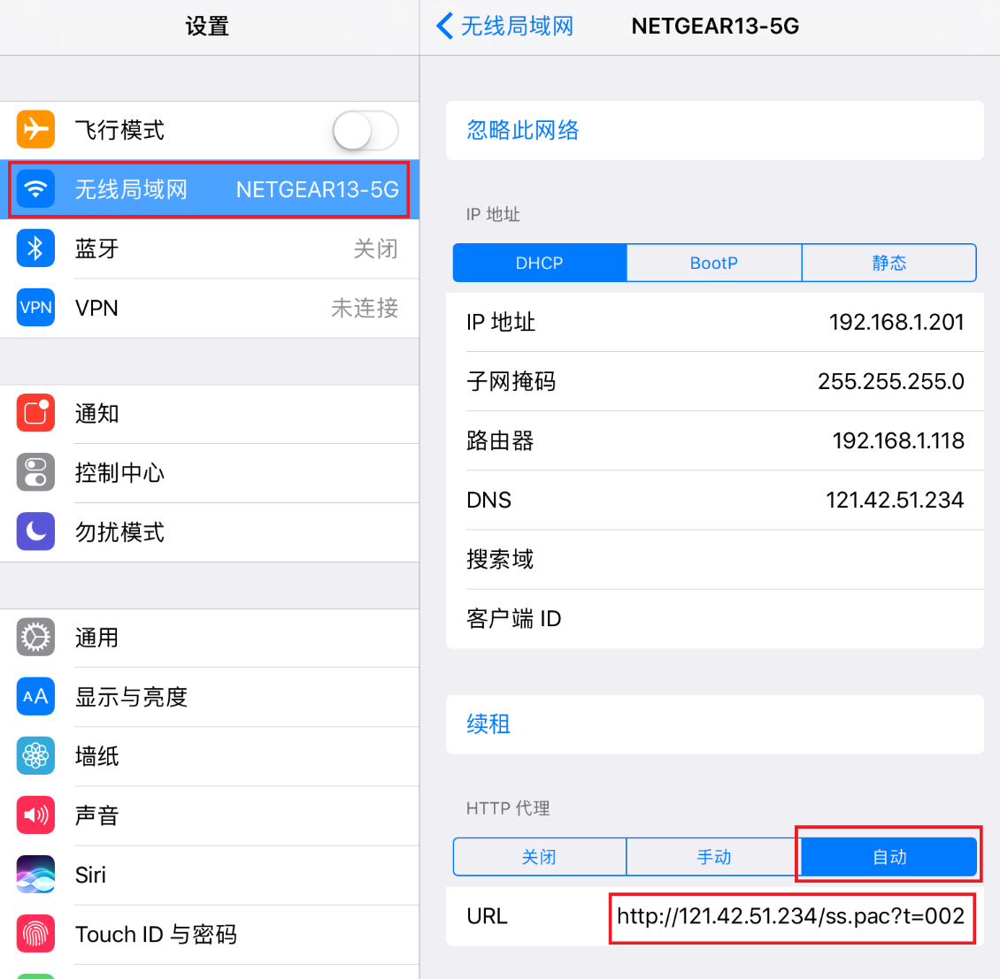 设置
飞行模式
无线局域网 NETGEAR13-5G
蓝牙 关闭
VPN VPN 未连接
通知
控制中心
勿扰模式
通用
AA 显示与亮度
墙纸
声音
Siri
Touch ID 与密码
无线局域网 NETGEAR13-5G
忽略此网络
IP 地址
DHCP BootP 静态
IP 地址 192.168.1.201
子网掩码 255.255.255.0
路由器 192.168.1.118
DNS 121.42.51.234
搜索域
客户端 ID
续租
HTTP 代理
关闭 手动 自动
URL http://121.42.51.234/ss.pac?t=002